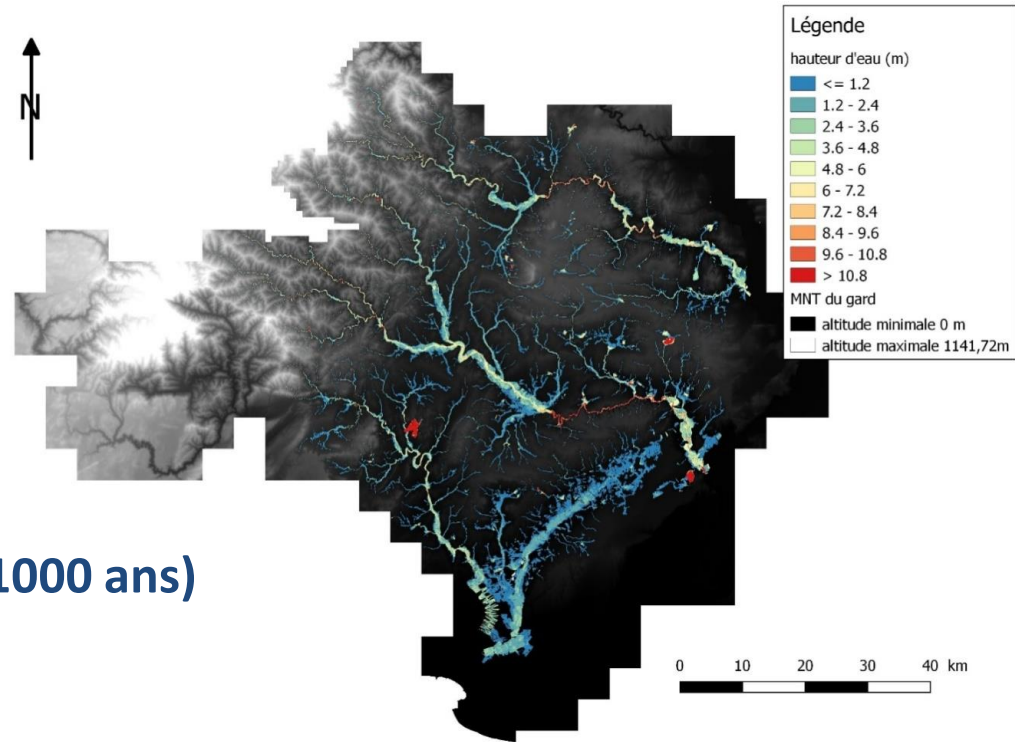 N
Légende
hauteur d'eau (m)
<= 1.2
1.2 - 2.4
2.4 - 3.6
3.6 - 4.8
4.8 - 6
6 - 7.2
7.2 - 8.4
8.4 - 9.6
9.6 - 10.8
> 10.8
MNT du gard
altitude minimale 0 m
altitude maximale 1141,72m
1000 ans)
0 10 20 30 40 km